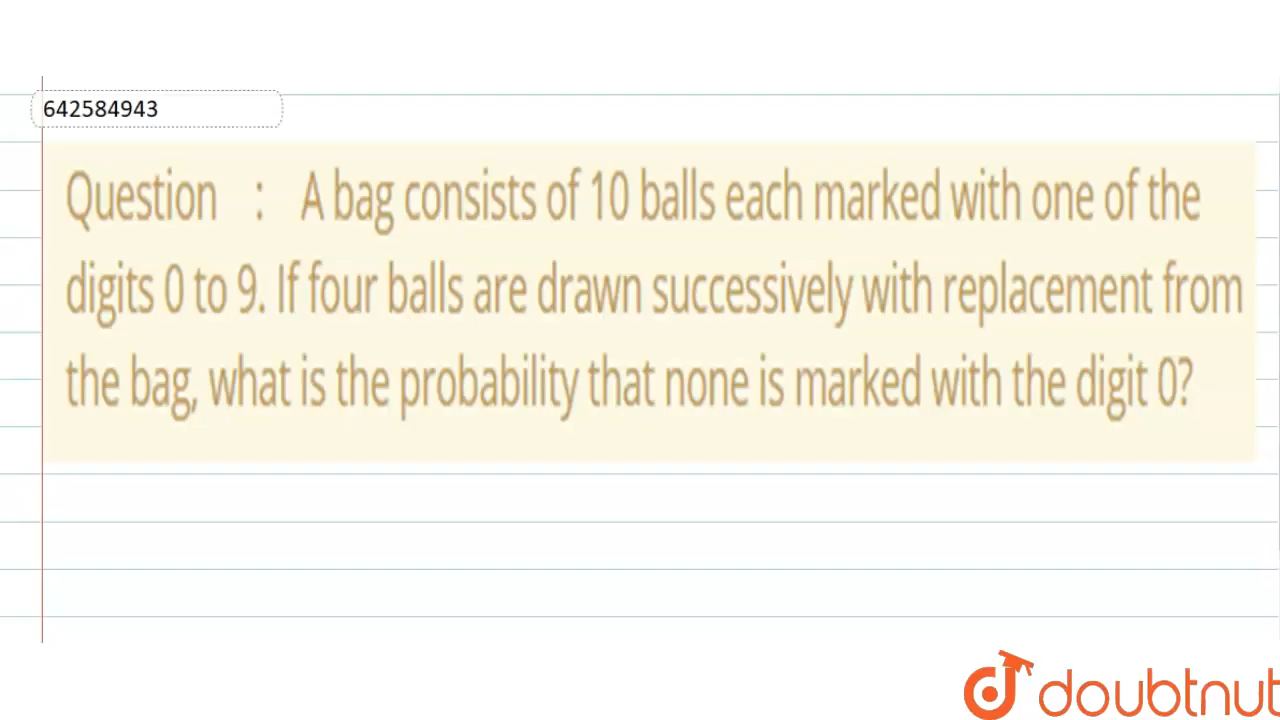 642584943
Question : A bag consists of 10 balls each marked with one of the
digits 0 to 9. If four balls are drawn successively with replacement from
the bag, what is the probability that none is marked with the digit 0?
doubtnut